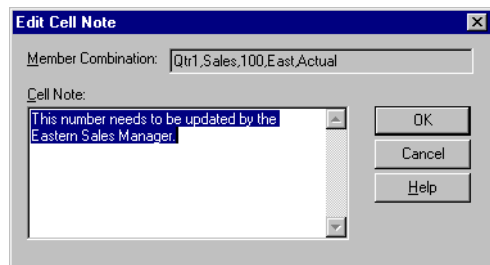 Edit Cell Note
Member Combination: Qtr1,Sales,100,East,Actual
Cell Note:
This number needs to be updated by the
Eastern Sales Manager.
OK
Cancel
Help